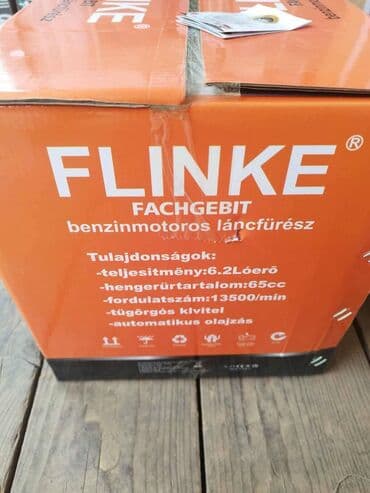 FLINKE®
FACHGEBIT
benzinmotoros láncfűrész
Tulajdonságok:
-teljesítmény:6.2Lóerő
-hengerűrtartalom:65cc
-fordulatszám:13500/min
-tűgörgős kivitel
-automatikus olajzás